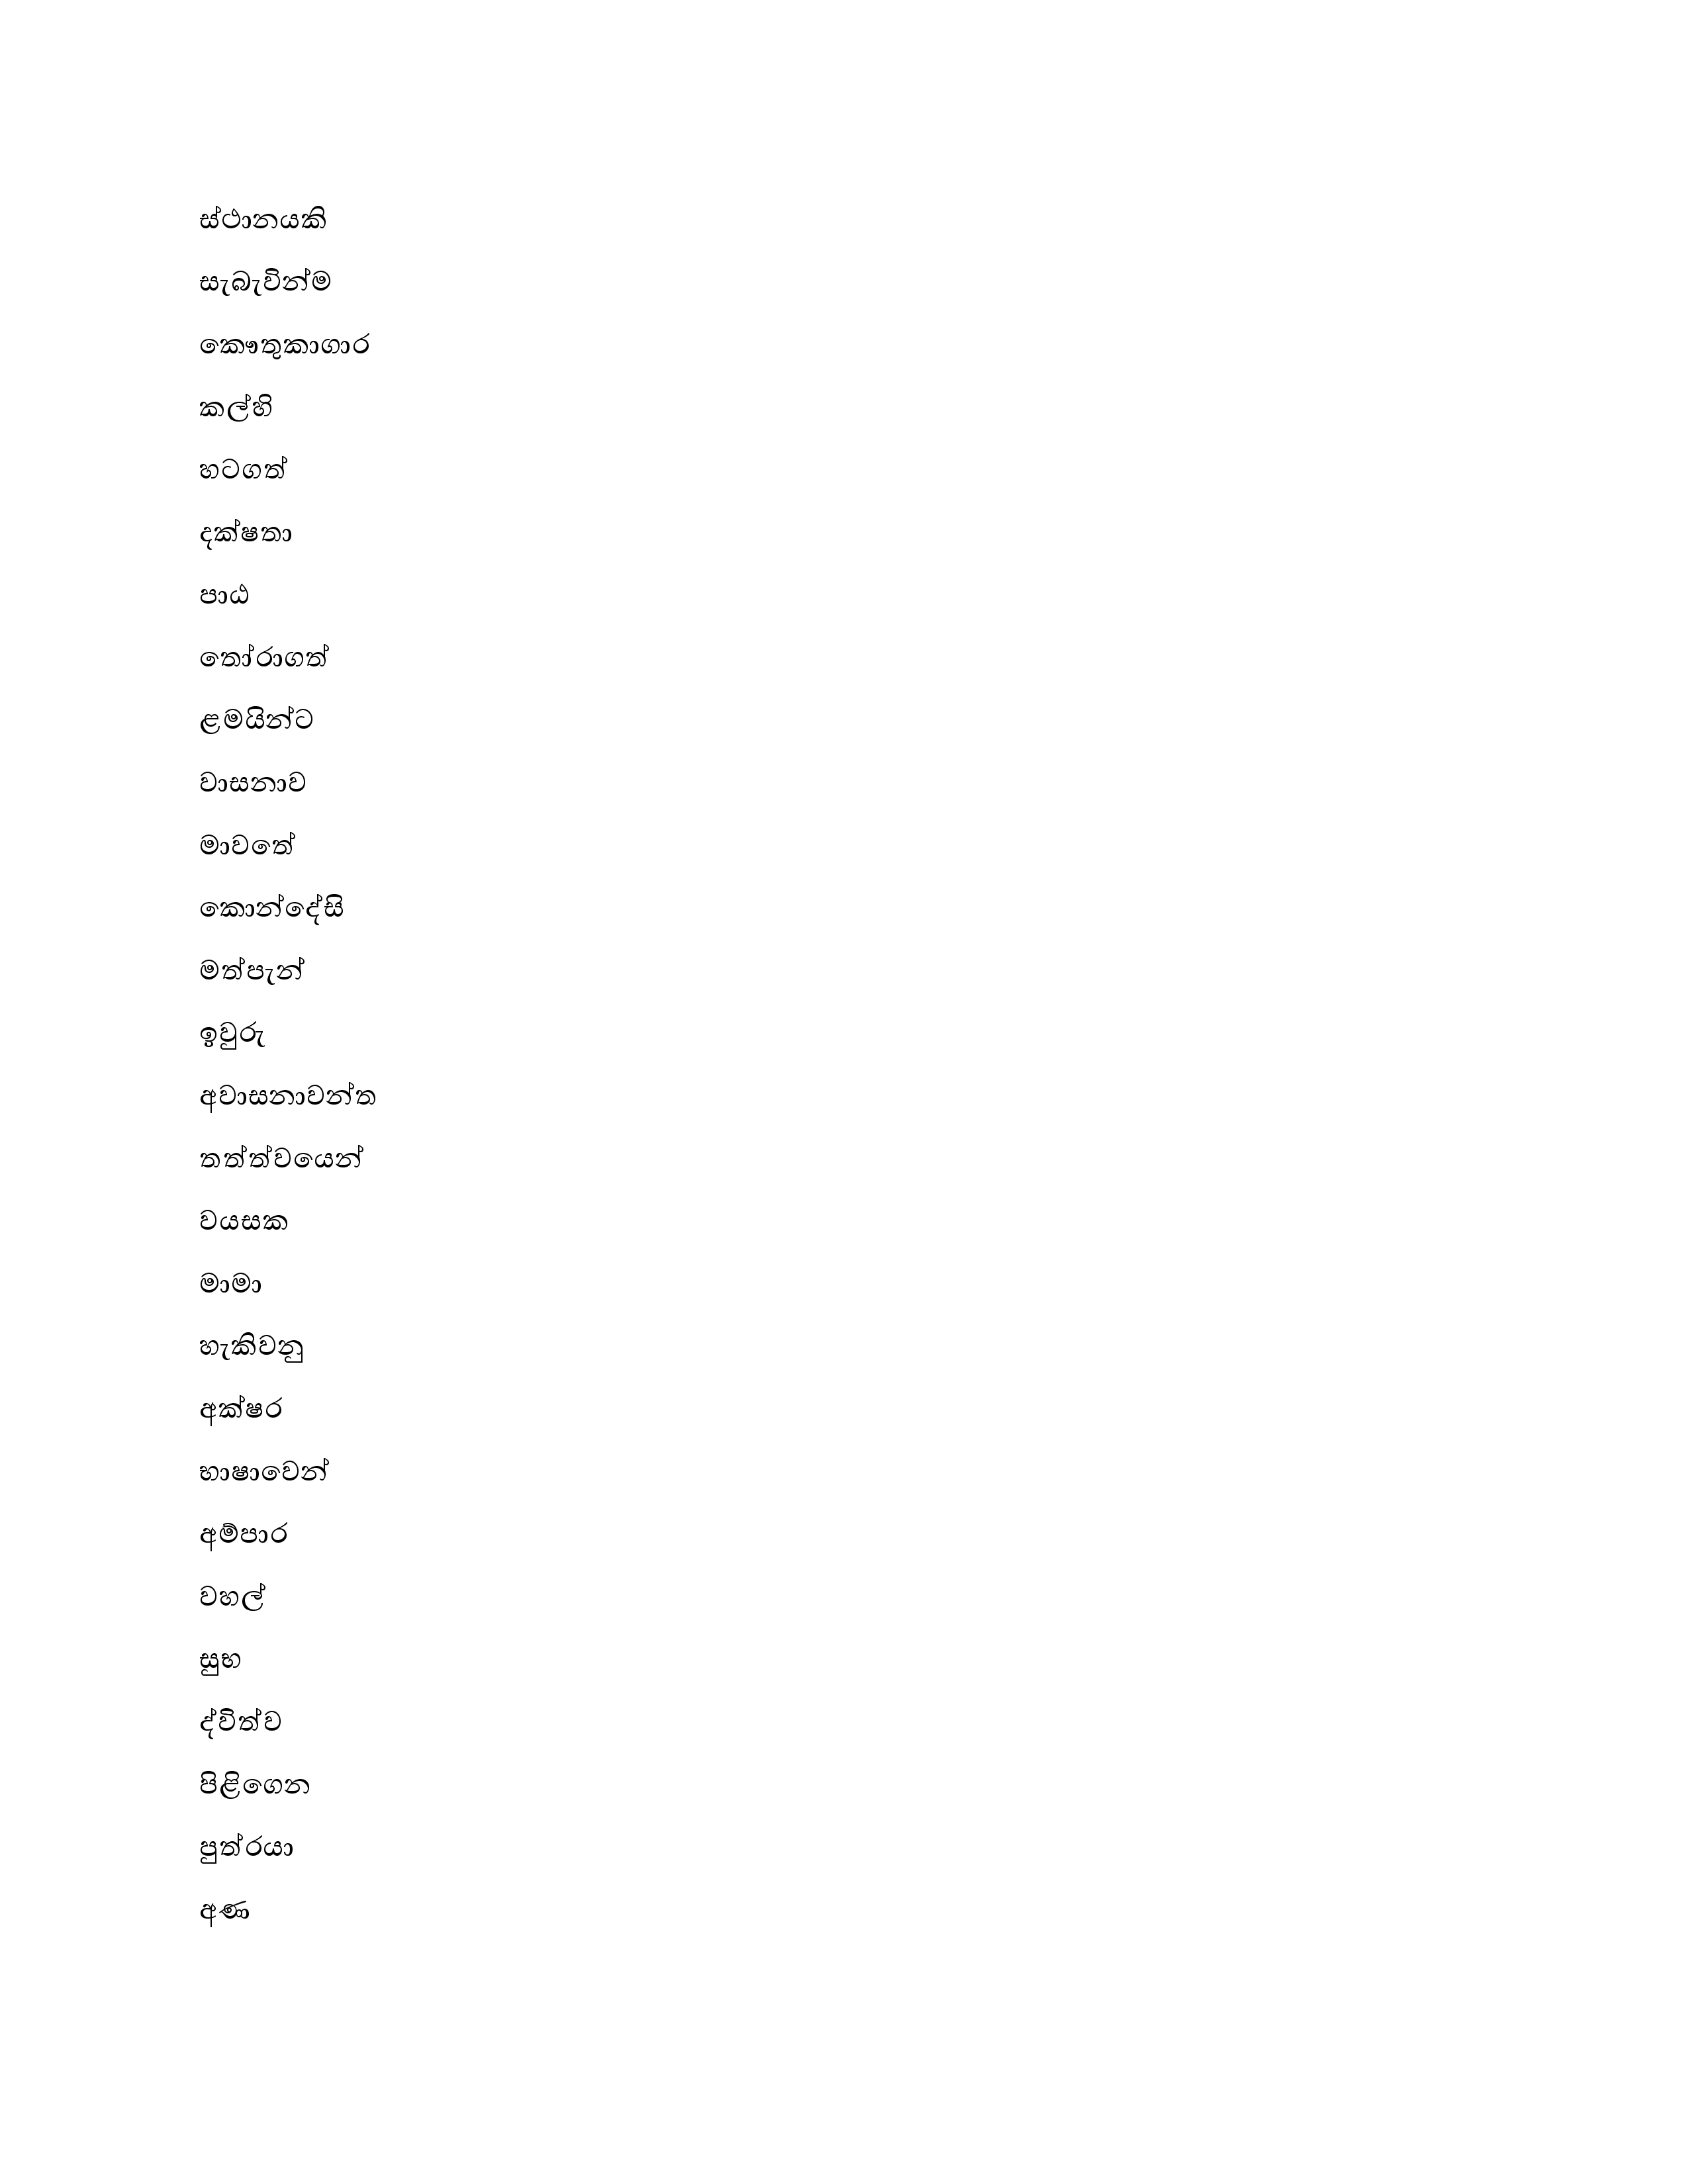 ස්ථානයකි
සැබැවින්ම
කෞතුකාගාර
කල්හි
හටගත්
දක්ෂතා
පාඨ
තෝරාගත්
ළමයින්ට
වාසනාව
මාවතේ
කොන්දේසි
මත්පැන්
ඉවුරු
අවාසනාවන්ත
තත්ත්වයෙන්
වයසක
මාමා
හැකිවනු
අක්ෂර
භාෂාවෙන්
අම්පාර
වහල්
සුභ
ද්විත්ව
පිළිගෙන
පුත්රයා
අණ